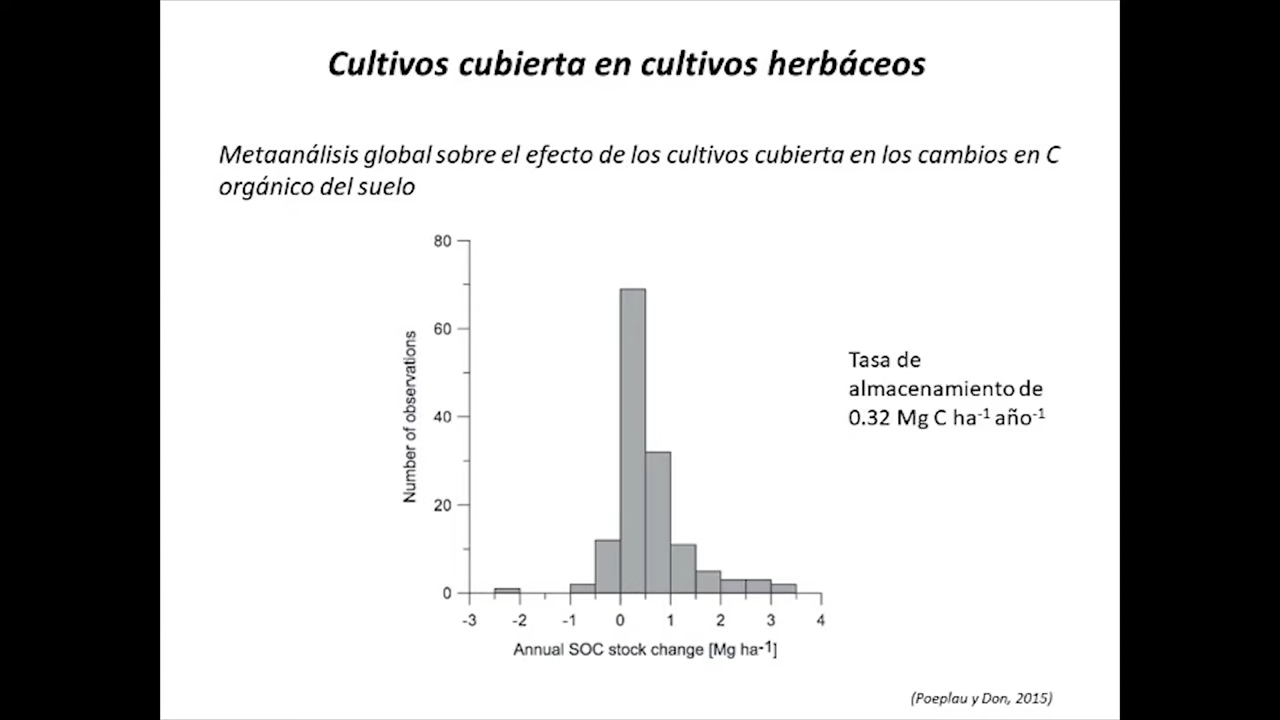 Cultivos cubierta en cultivos herbáceos
Metaanálisis global sobre el efecto de los cultivos cubierta en los cambios en C
orgánico del suelo
80
60
40
20
0
Number of observations
-3 -2 -1 0 1 2 3 4
Annual SOC stock change [Mg ha⁻¹]
Tasa de
almacenamiento de
0.32 Mg C ha⁻¹ año⁻¹
(Poeplau y Don, 2015)